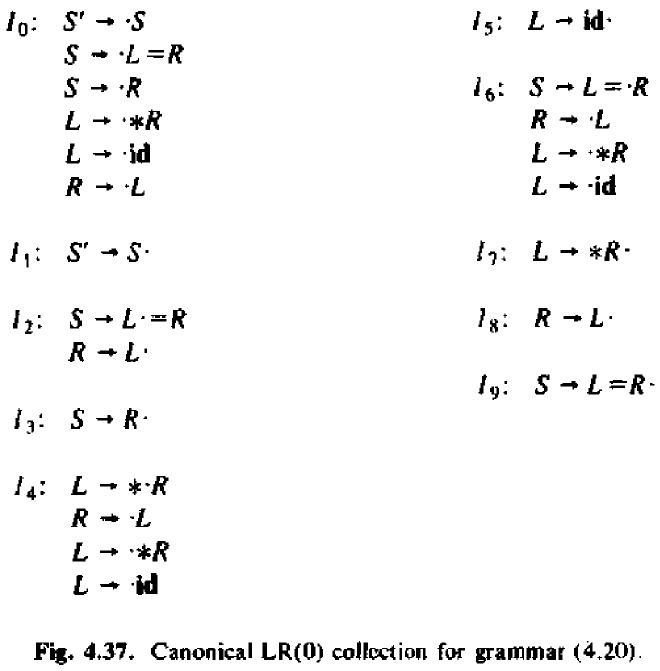 I₀: S' → ·S
S → ·L=R
S → ·R
L → ·*R
L → ·id
R → ·L
I₁: S' → S·
I₂: S → L·=R
R → L·
I₃: S → R·
I₄: L → *·R
R → ·L
L → ·*R
L → ·id
I₅: L → id·
I₆: S → L=·R
R → ·L
L → ·*R
L → ·id
I₇: L → *R·
I₈: R → L·
I₉: S → L=R·
Fig. 4.37. Canonical LR(0) collection for grammar (4.20).